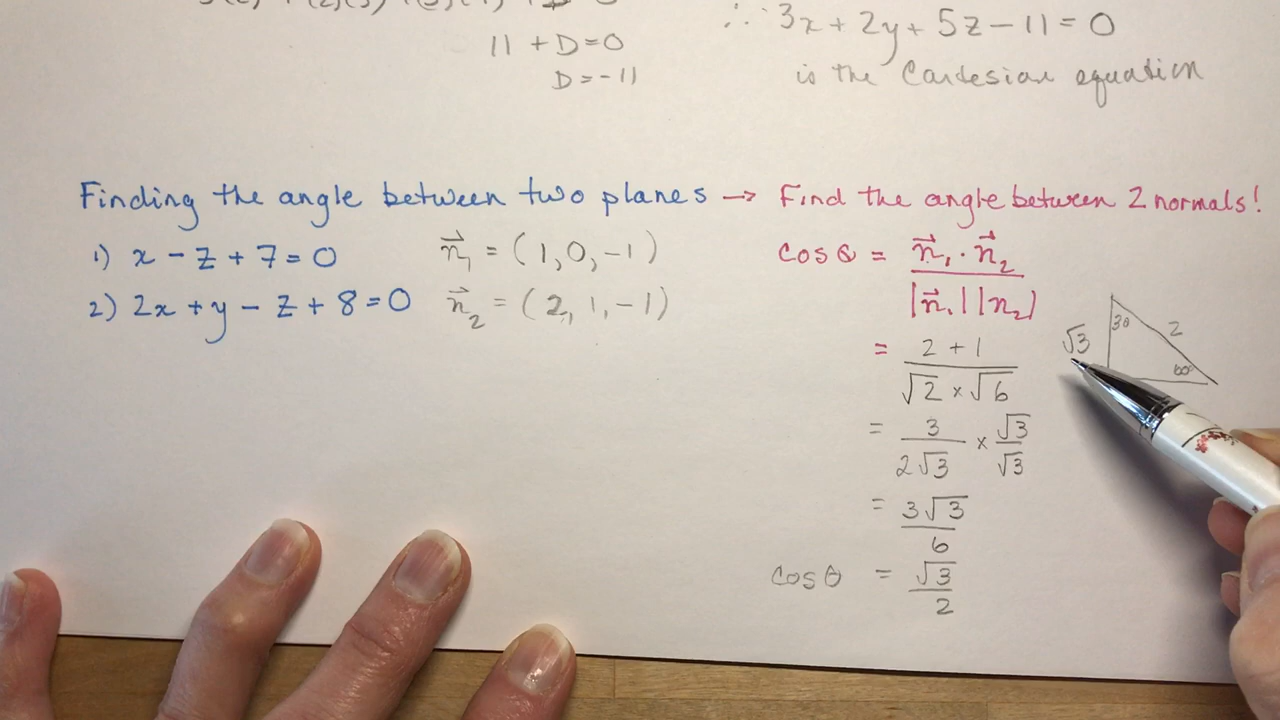 11 + D = 0
D = -11
∴ 3x + 2y + 5z - 11 = 0
is the Cartesian equation
Finding the angle between two planes → Find the angle between 2 normals!
1) x - z + 7 = 0 n⃗₁ = (1, 0, -1)
2) 2x + y - z + 8 = 0 n⃗₂ = (2, 1, -1)
cos θ = n⃗₁ · n⃗₂ / |n⃗₁| |n₂|
= 2 + 1 / √2 × √6
= 3 / 2√3 × √3 / √3
= 3√3 / 6
cos θ = √3 / 2
30
2
√3
60°